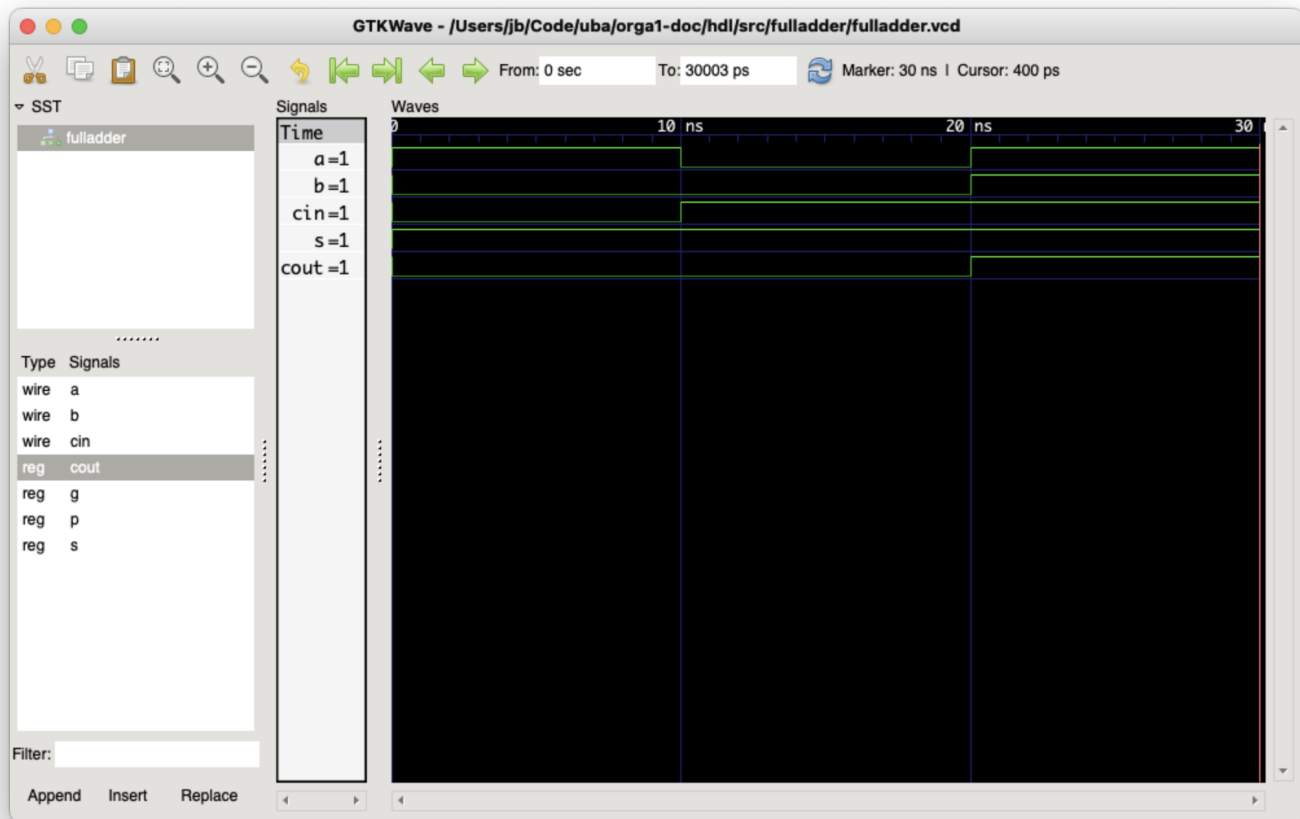 GTKWave - /Users/jb/Code/uba/orga1-doc/hdl/src/fulladder/fulladder.vcd
From: 0 sec To: 30003 ps Marker: 30 ns | Cursor: 400 ps
SST
fulladder
Type Signals
wire a
wire b
wire cin
reg cout
reg g
reg p
reg s
Filter:
Append Insert Replace
Signals
Time
a=1
b=1
cin=1
s=1
cout=1
Waves
0 10 ns 20 ns 30